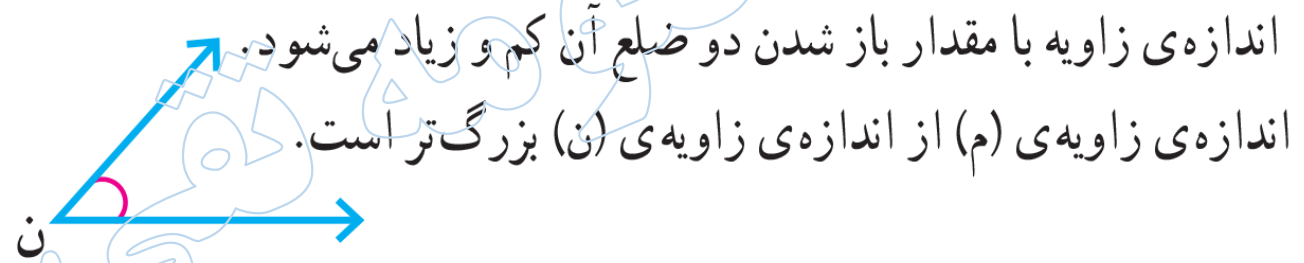 اندازه‌ی زاویه با مقدار باز شدن دو ضلع آن کم و زیاد می‌شود.
اندازه‌ی زاویه‌ی (م) از اندازه‌ی زاویه‌ی (ن) بزرگ‌تر است.
ن